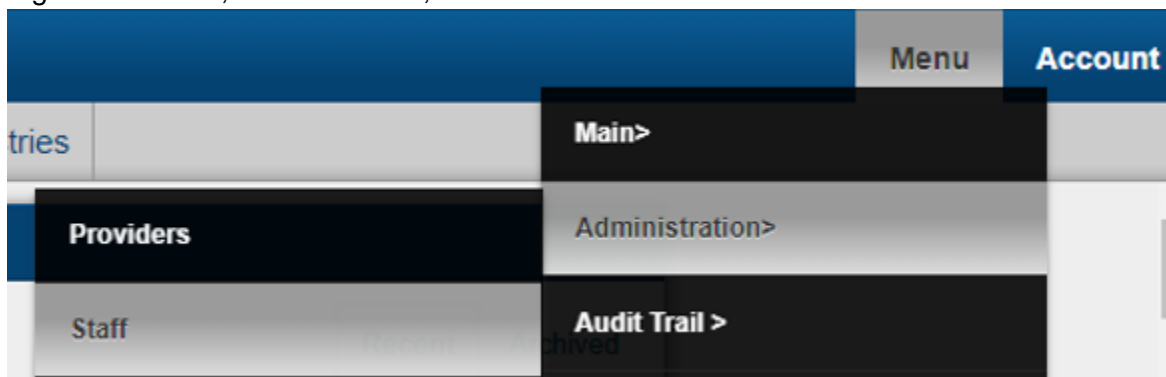 Menu Account
tries
Main>
Providers
Administration>
Staff
Audit Trail >
Recent Archived